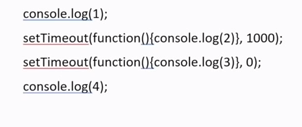 console.log(1);
setTimeout(function(){console.log(2)}, 1000);
setTimeout(function(){console.log(3)}, 0);
console.log(4);